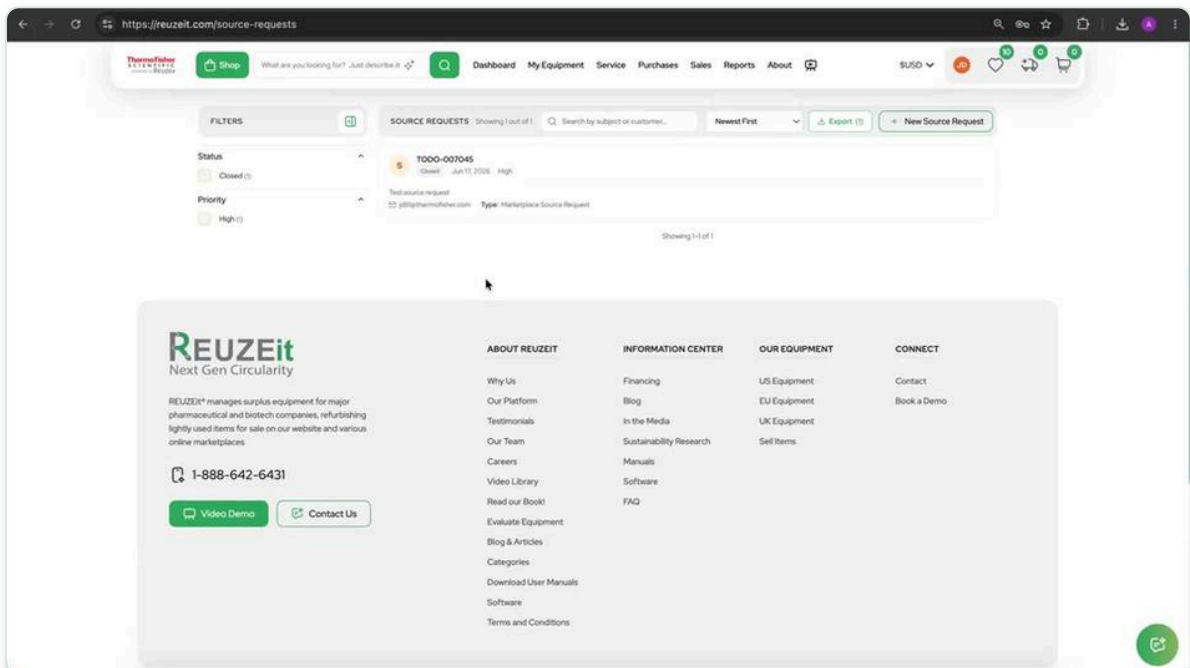 https://reuzeit.com/source-requests
A
ThermoFisher
SCIENTIFIC
Shop
What are you looking for? Just describe it
Dashboard My Equipment Service Purchases Sales Reports About
$USD
JD
10
0
0
FILTERS
SOURCE REQUESTS Showing 1 out of 1
Search by subject or customer...
Newest First
Export (1)
+ New Source Request
Status
Closed (1)
Priority
High (1)
S
TODO-007045
Closed Jun 17, 2026 High
Test source request
Type: Marketplace Source Request
Showing 1-1 of 1
REUZEit
Next Gen Circularity
REUZEit® manages surplus equipment for major
pharmaceutical and biotech companies, refurbishing
lightly used items for sale on our website and various
online marketplaces
1-888-642-6431
Video Demo
Contact Us
ABOUT REUZEIT
Why Us
Our Platform
Testimonials
Our Team
Careers
Video Library
Read our Book!
Evaluate Equipment
Blog & Articles
Categories
Download User Manuals
Software
Terms and Conditions
INFORMATION CENTER
Financing
Blog
In the Media
Sustainability Research
Manuals
Software
FAQ
OUR EQUIPMENT
US Equipment
EU Equipment
UK Equipment
Sell Items
CONNECT
Contact
Book a Demo